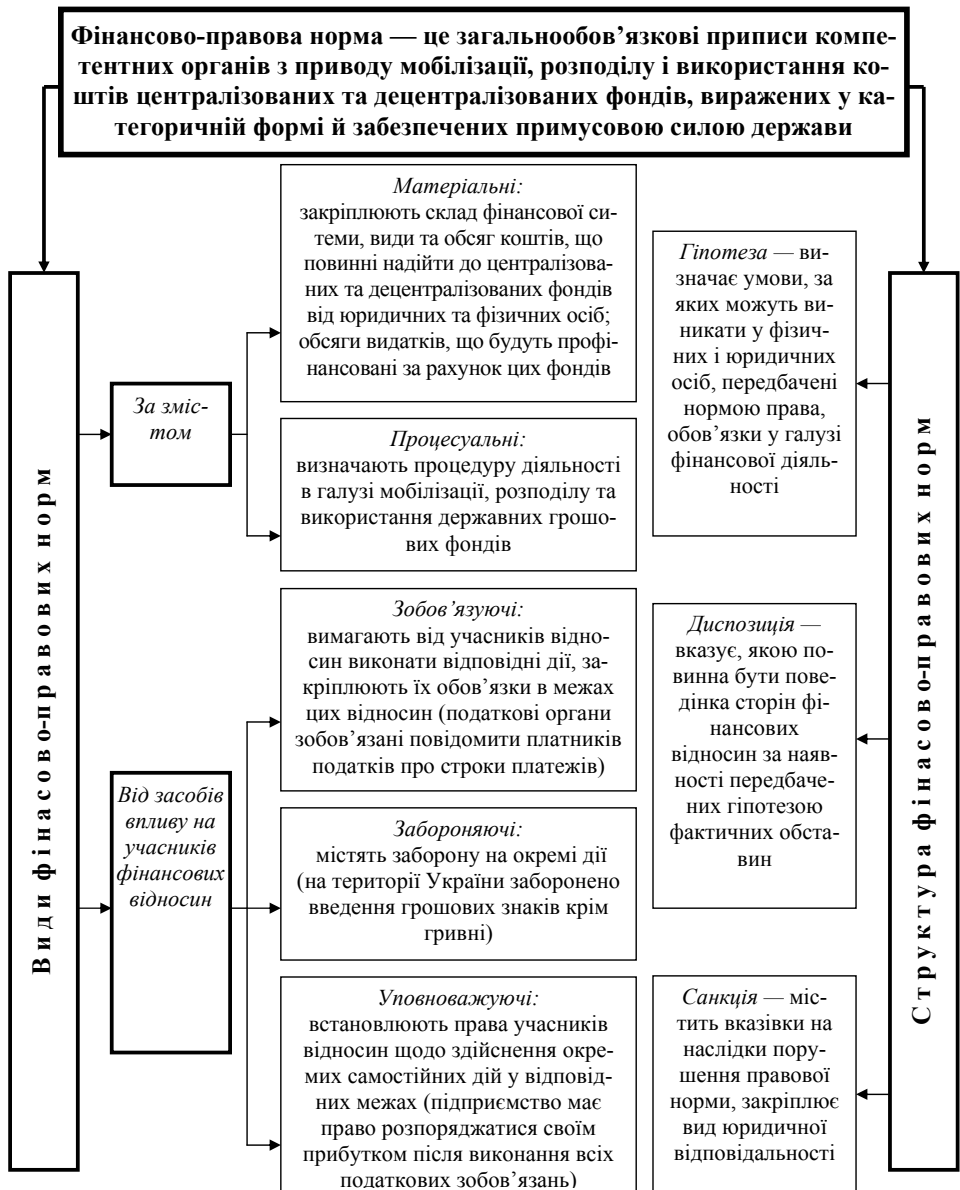 Фінансово-правова норма — це загальнообов’язкові приписи компе-
тентних органів з приводу мобілізації, розподілу і використання ко-
штів централізованих та децентралізованих фондів, виражених у ка-
тегоричній формі й забезпечених примусовою силою держави
Види фінасово-правових норм
За зміс-
том
Матеріальні:
закріплюють склад фінансової си-
теми, види та обсяг коштів, що
повинні надійти до централізова-
них та децентралізованих фондів
від юридичних та фізичних осіб;
обсяги видатків, що будуть профі-
нансовані за рахунок цих фондів
Процесуальні:
визначають процедуру діяльності
в галузі мобілізації, розподілу та
використання державних грошо-
вих фондів
Від засобів
впливу на
учасників
фінансових
відносин
Зобов’язуючі:
вимагають від учасників відно-
син виконати відповідні дії, за-
кріплюють їх обов’язки в межах
цих відносин (податкові органи
зобов’язані повідомити платників
податків про строки платежів)
Забороняючі:
містять заборону на окремі дії
(на території України заборонено
введення грошових знаків крім
гривні)
Уповноважуючі:
встановлюють права учасників
відносин щодо здійснення окре-
мих самостійних дій у відповід-
них межах (підприємство має
право розпоряджатися своїм
прибутком після виконання всіх
податкових зобов’язань)
Гіпотеза — ви-
значає умови, за
яких можуть ви-
никати у фізич-
них і юридичних
осіб, передбачені
нормою права,
обов’язки у галузі
фінансової діяль-
ності
Диспозиція —
вказує, якою по-
винна бути пове-
дінка сторін фі-
нансових
відносин за наяв-
ності передбаче-
них гіпотезою
фактичних обста-
вин
Санкція — міс-
тить вказівки на
наслідки пору-
шення правової
норми, закріплює
вид юридичної
відповідальності
Структура фінасово-правових норм